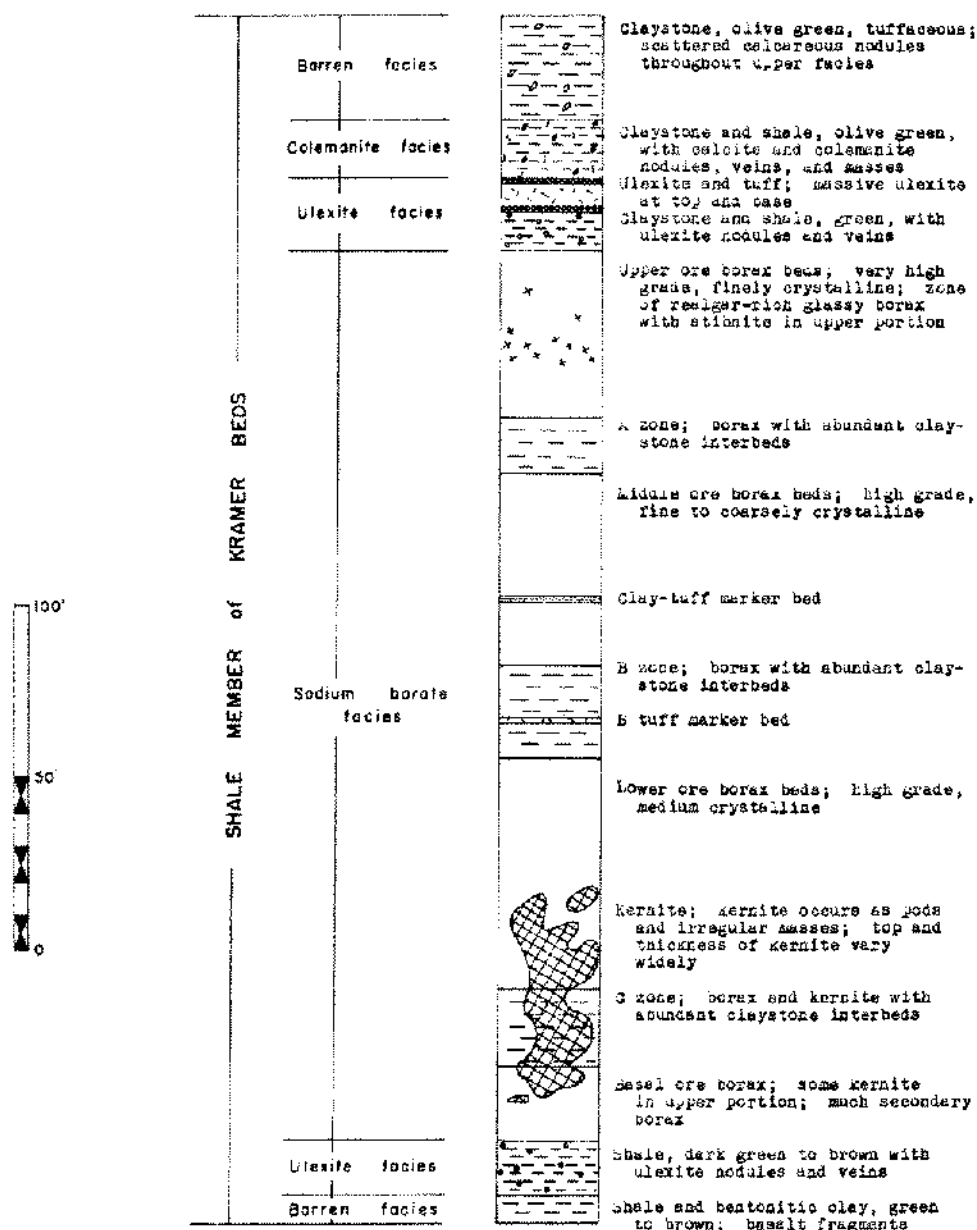 Claystone, olive green, tuffaceous;
scattered calcareous nodules
throughout upper facies
Barren facies
Claystone and shale, olive green,
with calcite and colemanite
nodules, veins, and masses
Colemanite facies
Ulexite and tuff; massive ulexite
at top and base
Ulexite facies
Claystone and shale, green, with
ulexite nodules and veins
Upper ore borax beds; very high
grade, finely crystalline; zone
of realgar-rich glassy borax
with stibnite in upper portion
A zone; borax with abundant clay-
stone interbeds
Middle ore borax beds; high grade,
fine to coarsely crystalline
SHALE MEMBER of KRAMER BEDS
100'
50'
0
Clay-tuff marker bed
B zone; borax with abundant clay-
stone interbeds
Sodium borate
facies
B tuff marker bed
Lower ore borax beds; high grade,
medium crystalline
Kernite; kernite occurs as pods
and irregular masses; top and
thickness of kernite vary
widely
C zone; borax and kernite with
abundant claystone interbeds
Basal ore borax; some kernite
in upper portion; much secondary
borax
Shale, dark green to brown with
ulexite nodules and veins
Ulexite facies
Shale and bentonitic clay, green
to brown; basalt fragments
Barren facies